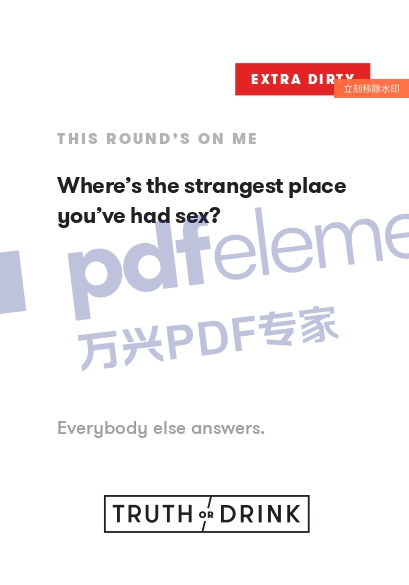 EXTRA DIRTY
立刻移除水印
THIS ROUND’S ON ME
Where’s the strangest place
you’ve had sex?
pdfeleme
万兴PDF专家
Everybody else answers.
TRUTH OR DRINK